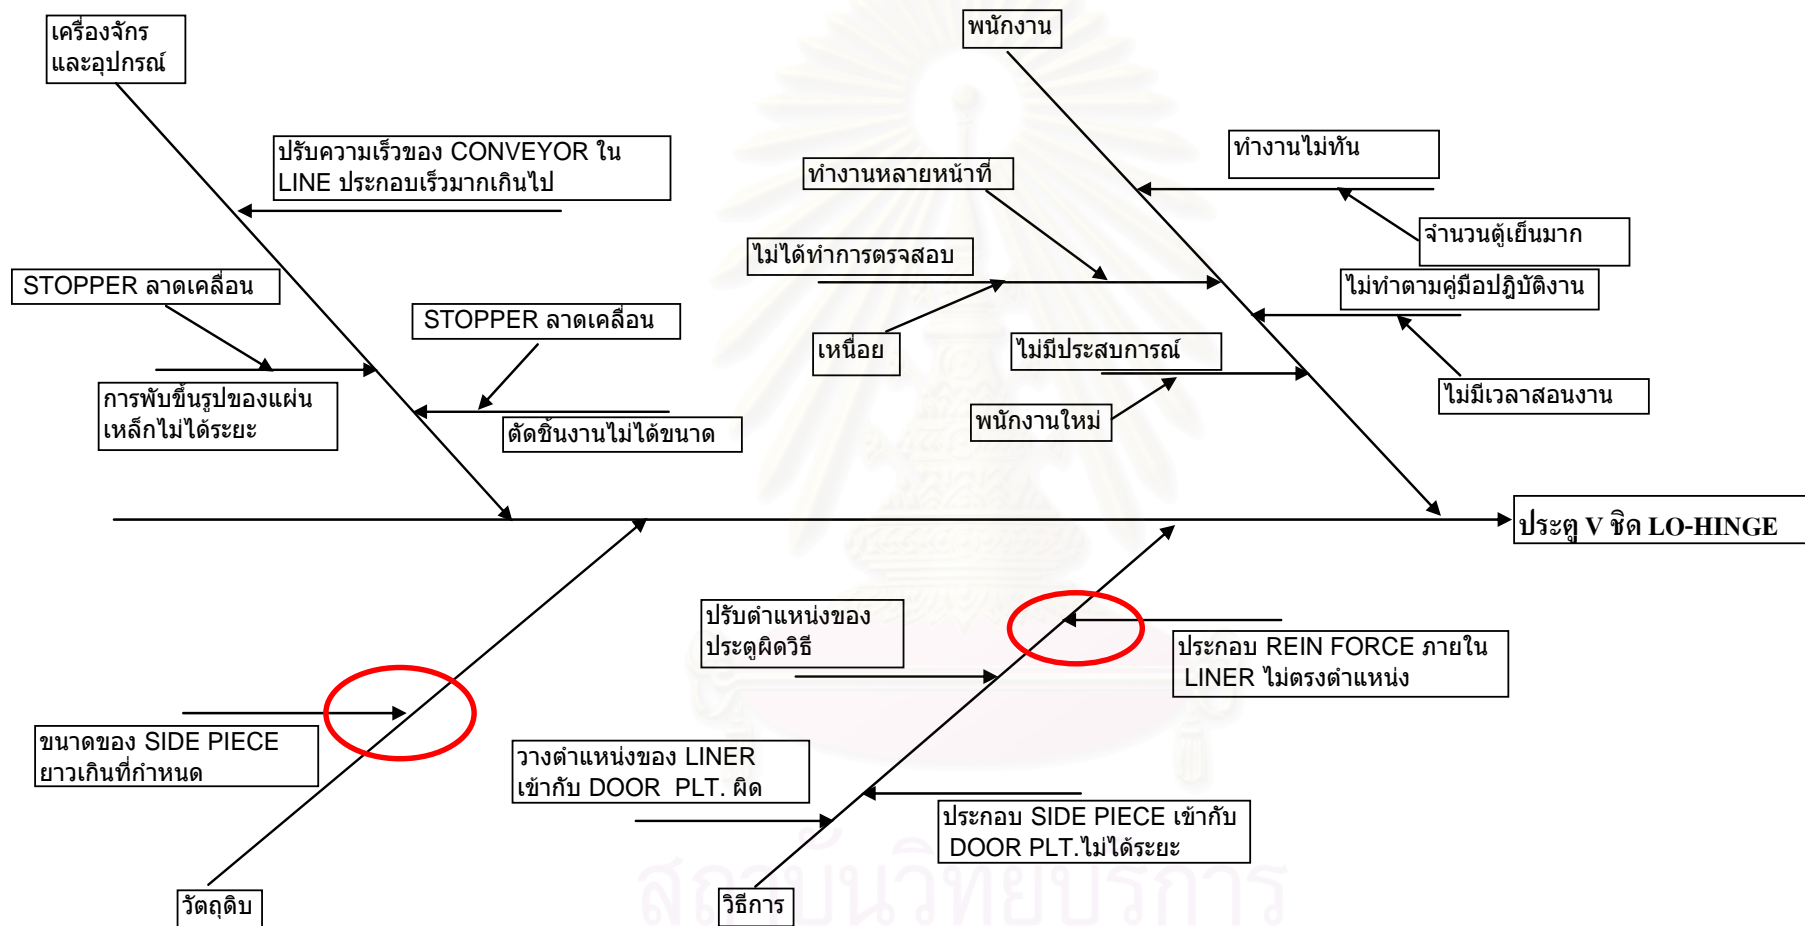 เครื่องจักร
และอุปกรณ์
พนักงาน
ปรับความเร็วของ CONVEYOR ใน
LINE ประกอบเร็วมากเกินไป
ทำงานไม่ทัน
ทำงานหลายหน้าที่
จำนวนตู้เย็นมาก
ไม่ได้ทำการตรจสอบ
STOPPER ลาดเคลื่อน
ไม่ทำตามคู่มือปฎิบัติงาน
STOPPER ลาดเคลื่อน
เหนื่อย
ไม่มีประสบการณ์
การพับขึ้นรูปของแผ่น
เหล็กไม่ได้ระยะ
ไม่มีเวลาสอนงาน
พนักงานใหม่
ตัดชิ้นงานไม่ได้ขนาด
ประตู V ชิด LO-HINGE
ปรับตำแหน่งของ
ประตูผิดวิธี
ประกอบ REIN FORCE ภายใน
LINER ไม่ตรงตำแหน่ง
ขนาดของ SIDE PIECE
ยาวเกินที่กำหนด
วางตำแหน่งของ LINER
เข้ากับ DOOR PLT. ผิด
ประกอบ SIDE PIECE เข้ากับ
DOOR PLT.ไม่ได้ระยะ
สถาบันวิทยบริการ
วัตถุดิบ
วิธีการ